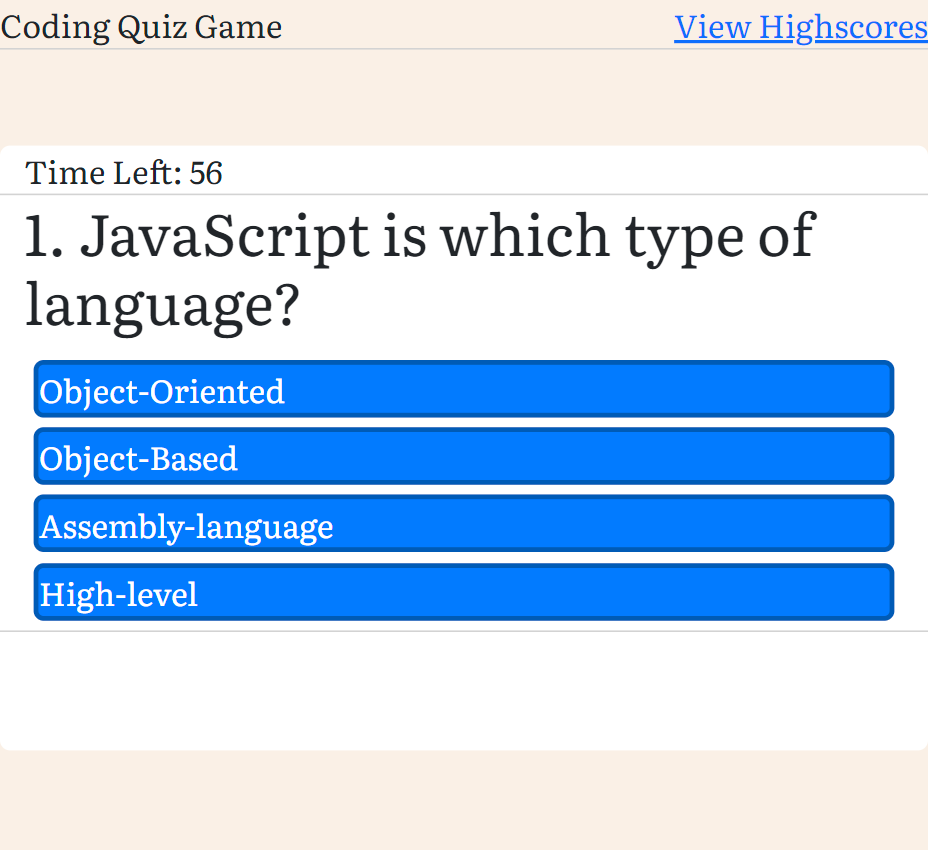 Coding Quiz Game
View Highscores
Time Left: 56
1. JavaScript is which type of
language?
Object-Oriented
Object-Based
Assembly-language
High-level